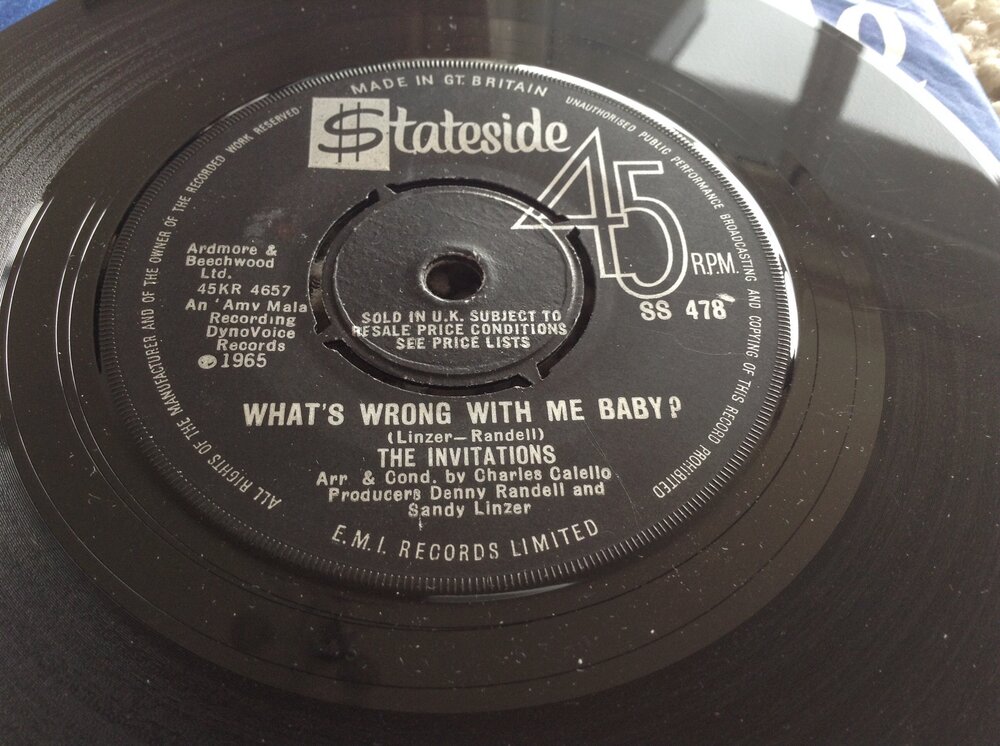 MADE IN GT. BRITAIN
UNAUTHORISED PUBLIC PERFORMANCE BROADCASTING AND COPYING OF THIS RECORD PROHIBITED
ALL RIGHTS OF THE MANUFACTURER AND OF THE OWNER OF THE RECORDED WORK RESERVED
$tateside
45
R.P.M.
SS 478
Ardmore &
Beechwood
Ltd.
45KR 4657
An 'Amy Mala
Recording
DynoVoice
Records
℗1965
SOLD IN U.K. SUBJECT TO
RESALE PRICE CONDITIONS
SEE PRICE LISTS
WHAT'S WRONG WITH ME BABY?
(Linzer—Randell)
THE INVITATIONS
Arr & Cond. by Charles Calello
Producers Denny Randell and
Sandy Linzer
E.M.I. RECORDS LIMITED